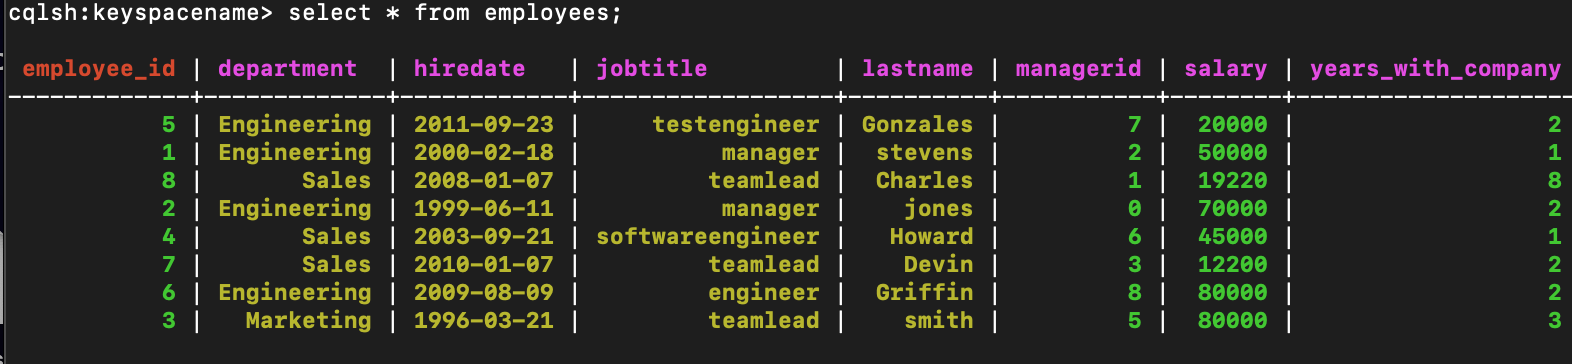 cqlsh:keyspacename> select * from employees;
employee_id | department | hiredate | jobtitle | lastname | managerid | salary | years_with_company
-------------+-------------+------------+------------------+-----------+-----------+--------+--------------------
5 | Engineering | 2011-09-23 | testengineer | Gonzales | 7 | 20000 | 2
1 | Engineering | 2000-02-18 | manager | stevens | 2 | 50000 | 1
8 | Sales | 2008-01-07 | teamlead | Charles | 1 | 19220 | 8
2 | Engineering | 1999-06-11 | manager | jones | 0 | 70000 | 2
4 | Sales | 2003-09-21 | softwareengineer | Howard | 6 | 45000 | 1
7 | Sales | 2010-01-07 | teamlead | Devin | 3 | 12200 | 2
6 | Engineering | 2009-08-09 | engineer | Griffin | 8 | 80000 | 2
3 | Marketing | 1996-03-21 | teamlead | smith | 5 | 80000 | 3